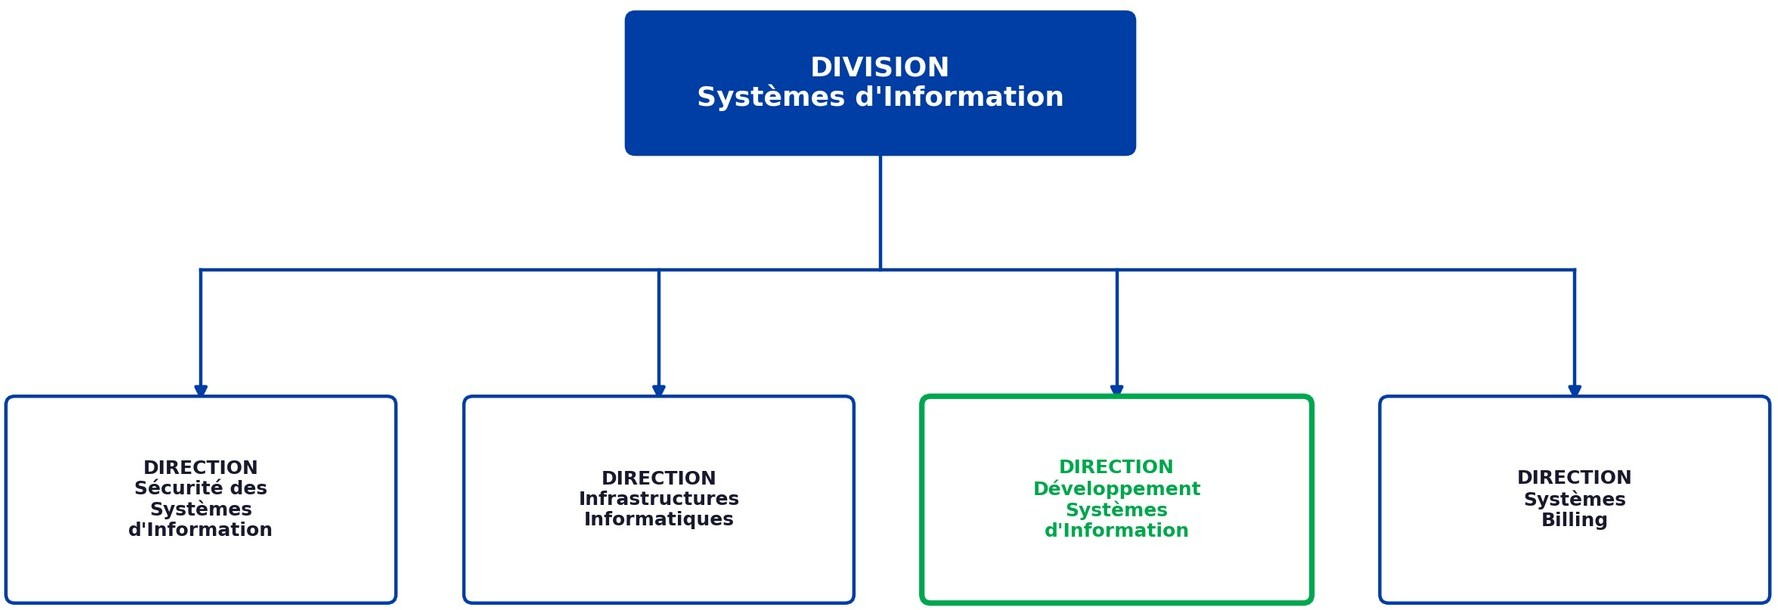 DIVISION
Systèmes d'Information
DIRECTION
Sécurité des
Systèmes
d'Information
DIRECTION
Infrastructures
Informatiques
DIRECTION
Développement
Systèmes
d'Information
DIRECTION
Systèmes
Billing